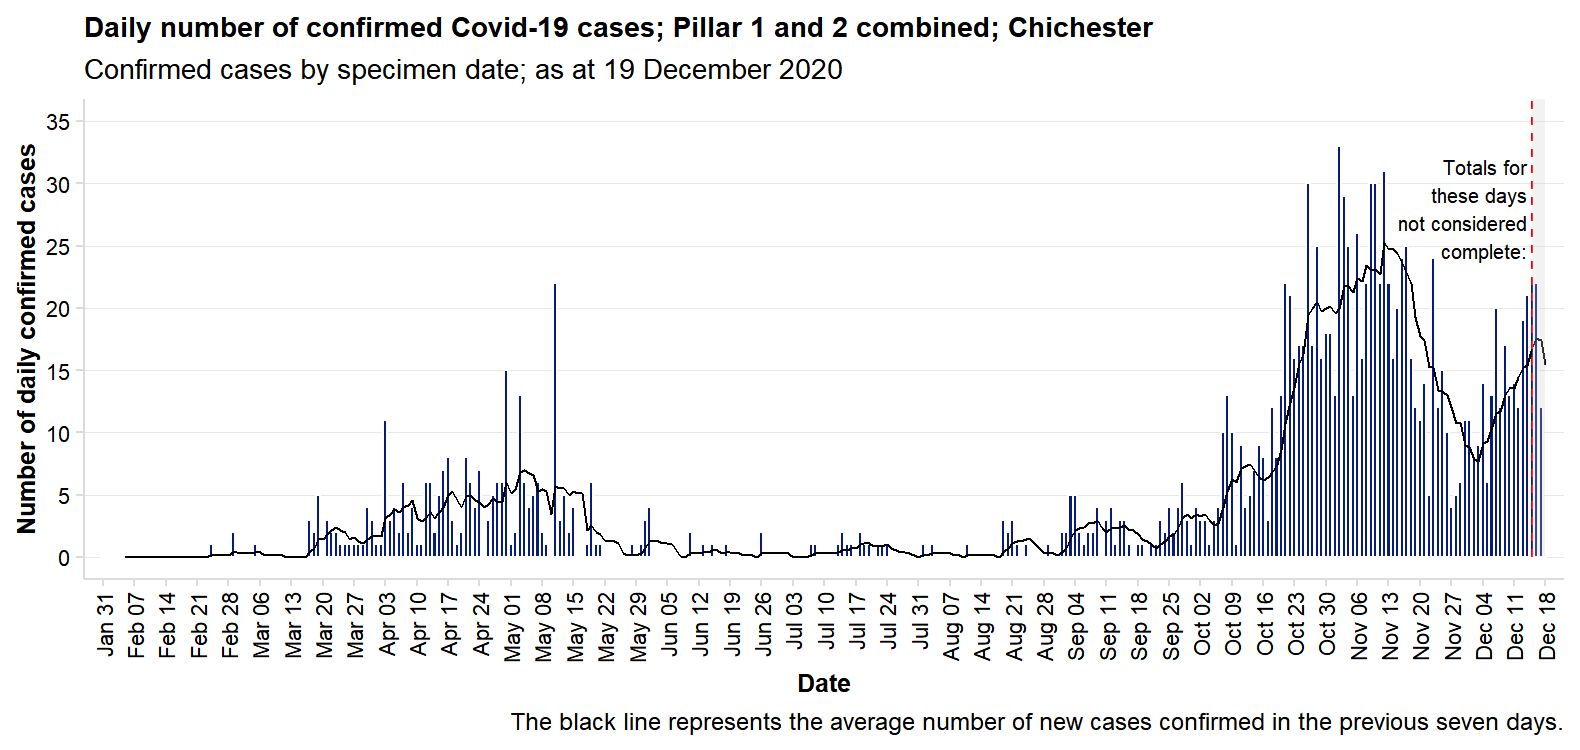 Daily number of confirmed Covid-19 cases; Pillar 1 and 2 combined; Chichester
Confirmed cases by specimen date; as at 19 December 2020
Number of daily confirmed cases
35
30
25
20
15
10
5
0
Totals for
these days
not considered
complete:
Jan 31
Feb 07
Feb 14
Feb 21
Feb 28
Mar 06
Mar 13
Mar 20
Mar 27
Apr 03
Apr 10
Apr 17
Apr 24
May 01
May 08
May 15
May 22
May 29
Jun 05
Jun 12
Jun 19
Jun 26
Jul 03
Jul 10
Jul 17
Jul 24
Jul 31
Aug 07
Aug 14
Aug 21
Aug 28
Sep 04
Sep 11
Sep 18
Sep 25
Oct 02
Oct 09
Oct 16
Oct 23
Oct 30
Nov 06
Nov 13
Nov 20
Nov 27
Dec 04
Dec 11
Dec 18
Date
The black line represents the average number of new cases confirmed in the previous seven days.